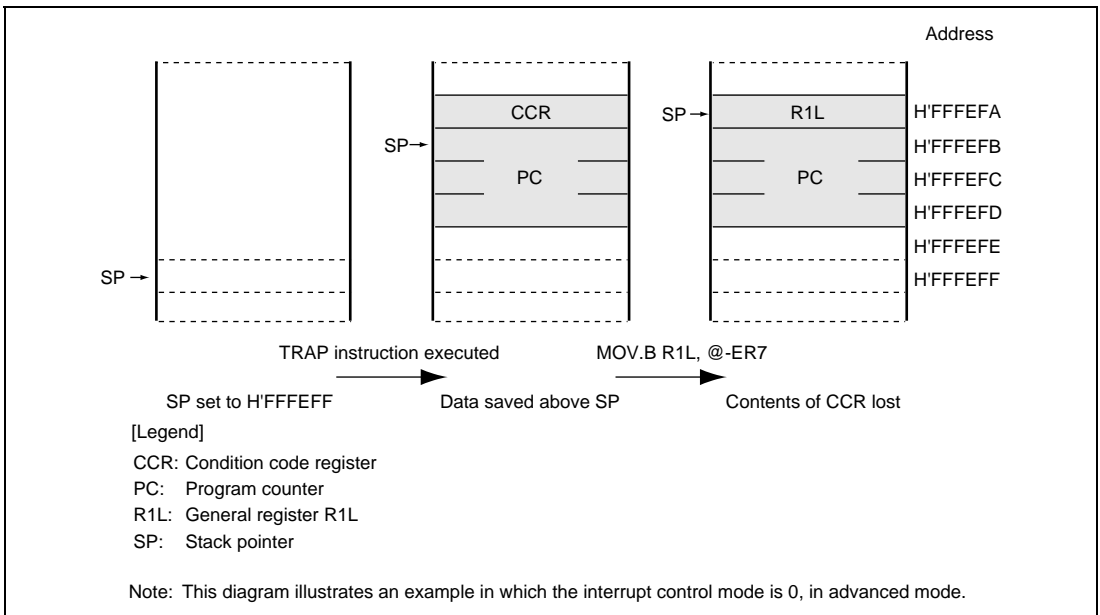 Address
CCR
SP
R1L
H'FFFEFA
SP
H'FFFEFB
PC
PC
H'FFFEFC
H'FFFEFD
H'FFFEFE
SP
H'FFFEFF
TRAP instruction executed
MOV.B R1L, @-ER7
SP set to H'FFFEFF
Data saved above SP
Contents of CCR lost
[Legend]
CCR: Condition code register
PC: Program counter
R1L: General register R1L
SP: Stack pointer
Note: This diagram illustrates an example in which the interrupt control mode is 0, in advanced mode.